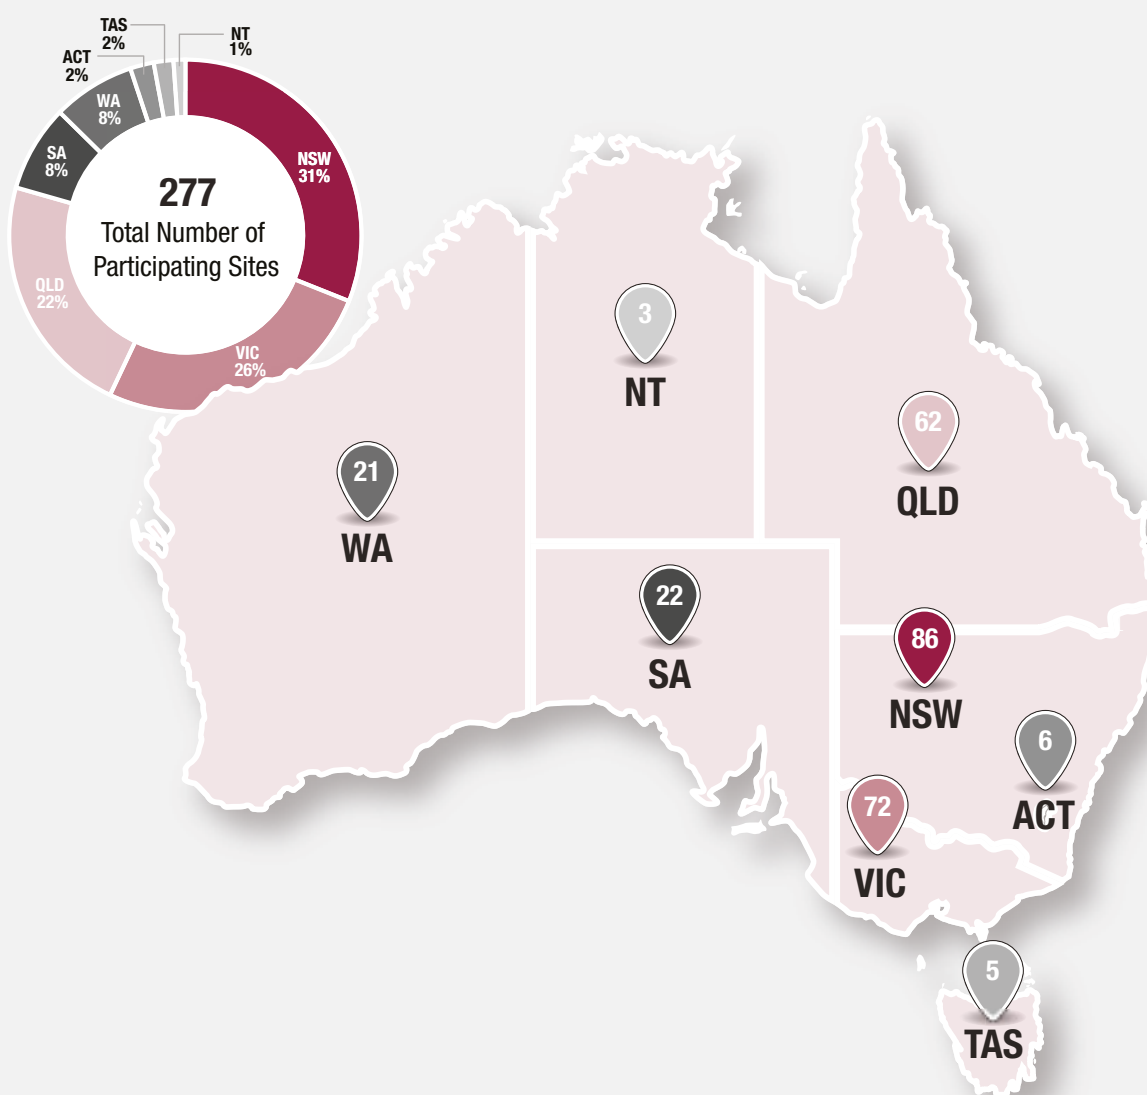 TAS
2%
NT
1%
ACT
2%
WA
8%
SA
8%
NSW
31%
QLD
22%
VIC
26%
277
Total Number of
Participating Sites
3
NT
62
QLD
21
WA
22
SA
86
NSW
6
ACT
72
VIC
5
TAS